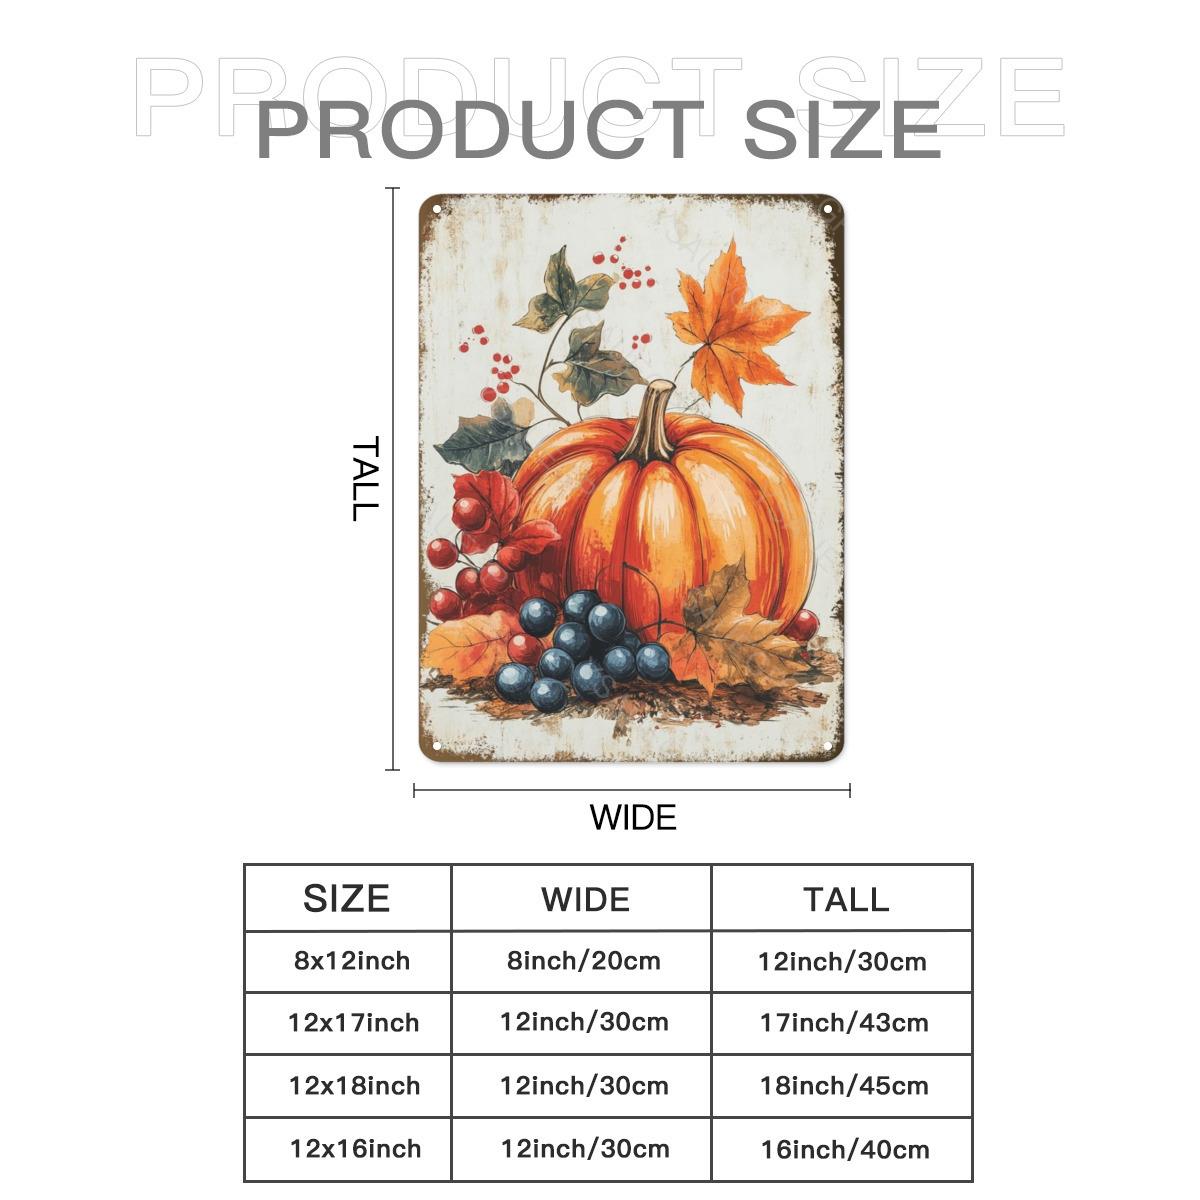 PRODUCT SIZE
PRODUCT SIZE
TALL
WIDE
SIZE WIDE TALL
8x12inch 8inch/20cm 12inch/30cm
12x17inch 12inch/30cm 17inch/43cm
12x18inch 12inch/30cm 18inch/45cm
12x16inch 12inch/30cm 16inch/40cm